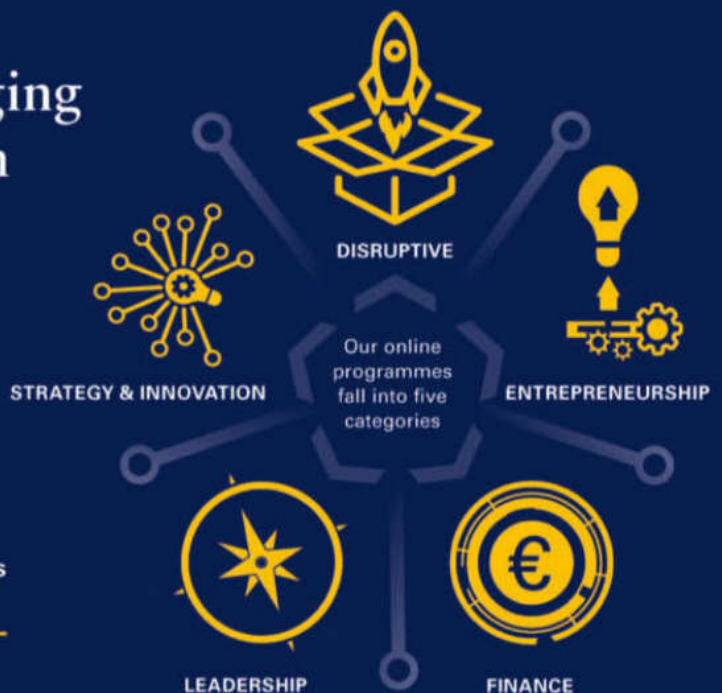 ging
n
DISRUPTIVE
STRATEGY & INNOVATION
Our online
programmes
fall into five
categories
ENTREPRENEURSHIP
€
s
LEADERSHIP
FINANCE